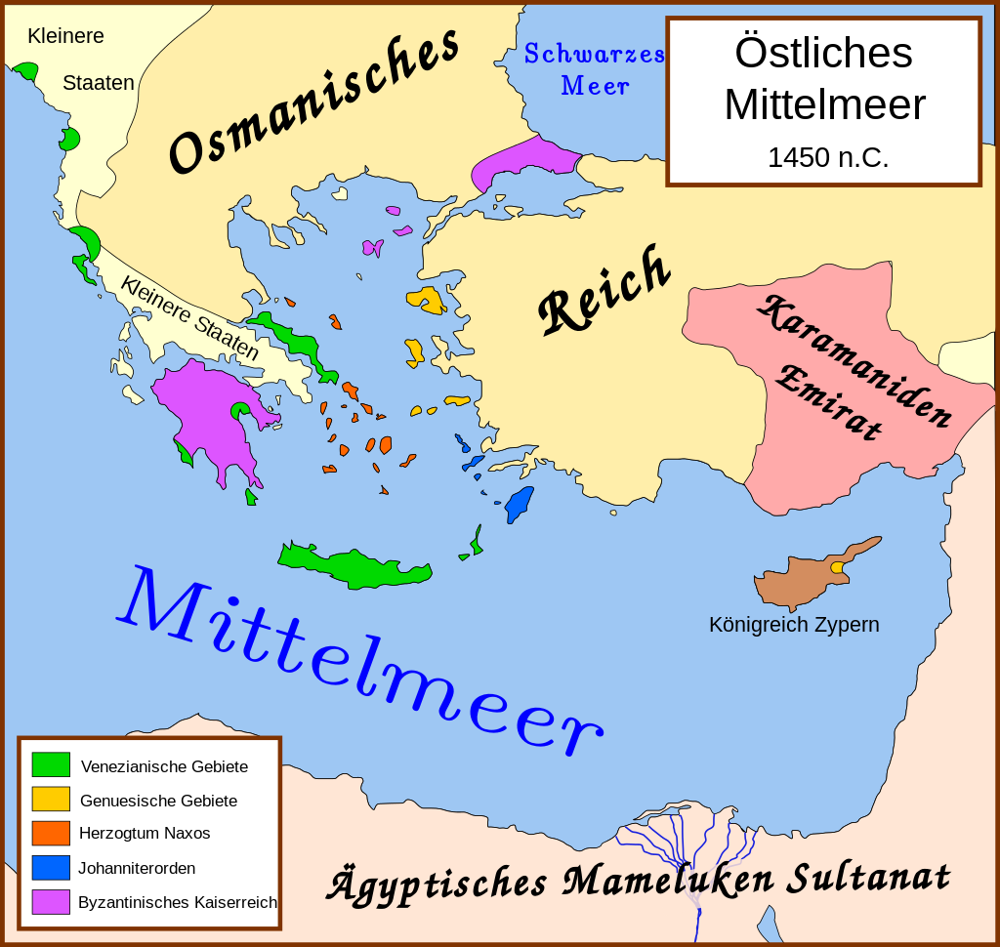 Kleinere
Staaten
Osmanisches
Schwarzes
Meer
Östliches
Mittelmeer
1450 n.C.
Kleinere Staaten
Reich
Karamaniden
Emirat
Königreich Zypern
Mittelmeer
Venezianische Gebiete
Genuesische Gebiete
Herzogtum Naxos
Johanniterorden
Byzantinisches Kaiserreich
Ägyptisches Mameluken Sultanat